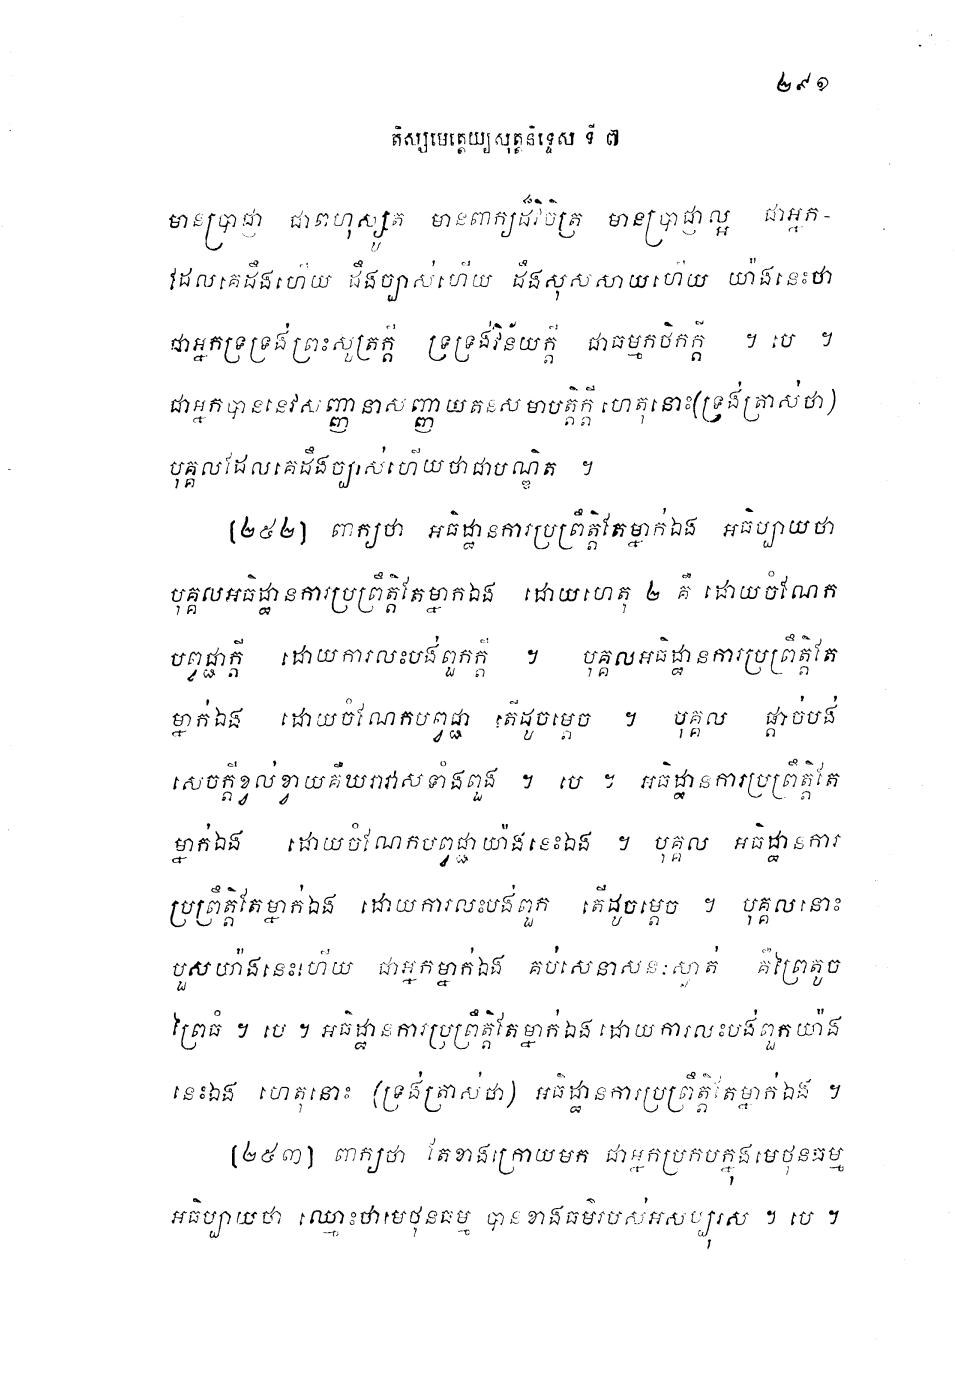 ២៩១
តិស្សមេត្តេយ្យសុត្តនិទ្ទេស ទី ៧
មានប្រាជ្ញា ជាពហុស្សូត មានពាក្យដ៏វិចិត្រ មានប្រាជ្ញាល្អ ជាអ្នក-
ដែលគេដឹងហើយ ដឹងច្បាស់ហើយ ដឹងសុសសាយហើយ យ៉ាងនេះថា
ជាអ្នកទ្រទ្រង់ព្រះសូត្រក្តី ទ្រទ្រង់វិន័យក្តី ជាធម្មកថិកក្តី ។ បេ ។
ជាអ្នកបាននេវសញ្ញានាសញ្ញាយតនសមាបត្តិក្តី ហេតុនោះ(ទ្រង់ត្រាស់ថា)
បុគ្គលដែលគេដឹងច្បាស់ហើយថាជាបណ្ឌិត ។
(២៥២) ពាក្យថា អធិដ្ឋានការប្រព្រឹត្តិតែម្នាក់ឯង អធិប្បាយថា
បុគ្គលអធិដ្ឋានការប្រព្រឹត្តិតែម្នាក់ឯង ដោយហេតុ ២ គឺ ដោយចំណែក
បព្វជ្ជាក្តី ដោយការលះបង់ពួកក្តី ។ បុគ្គលអធិដ្ឋានការប្រព្រឹត្តិតែ
ម្នាក់ឯង ដោយចំណែកបព្វជ្ជា តើដូចម្តេច ។ បុគ្គល ផ្តាច់បង់
សេចក្តីខ្វល់ខ្វាយគឺឃរាវាសទាំងពួង ។ បេ ។ អធិដ្ឋានការប្រព្រឹត្តិតែ
ម្នាក់ឯង ដោយចំណែកបព្វជ្ជាយ៉ាងនេះឯង ។ បុគ្គល អធិដ្ឋានការ
ប្រព្រឹត្តិតែម្នាក់ឯង ដោយការលះបង់ពួក តើដូចម្តេច ។ បុគ្គលនោះ
បួសយ៉ាងនេះហើយ ជាអ្នកម្នាក់ឯង គប់សេនាសនៈស្ងាត់ គឺព្រៃតូច
ព្រៃធំ ។ បេ ។ អធិដ្ឋានការប្រព្រឹត្តិតែម្នាក់ឯង ដោយការលះបង់ពួកយ៉ាង
នេះឯង ហេតុនោះ (ទ្រង់ត្រាស់ថា) អធិដ្ឋានការប្រព្រឹត្តិតែម្នាក់ឯង ។
(២៥៣) ពាក្យថា តែខាងក្រោយមក ជាអ្នកប្រកបក្នុងមេថុនធម្ម
អធិប្បាយថា ឈ្មោះថាមេថុនធម្ម បានខាងធម៌របស់អសប្បុរស ។ បេ ។